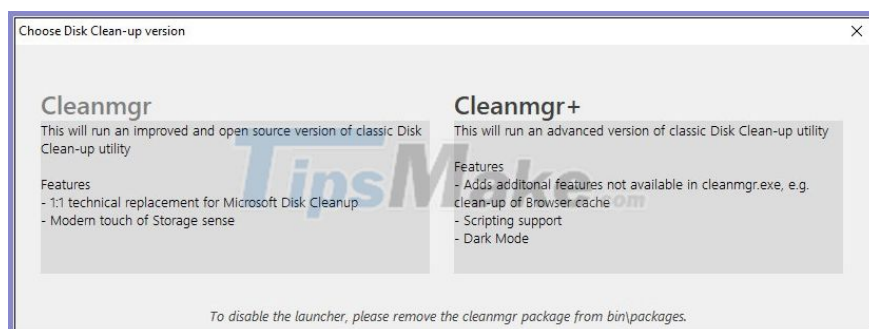 Choose Disk Clean-up version
Cleanmgr
This will run an improved and open source version of classic Disk
Clean-up utility
Features
- 1:1 technical replacement for Microsoft Disk Cleanup
- Modern touch of Storage sense
Cleanmgr+
This will run an advanced version of classic Disk Clean-up utility
Features
- Adds additonal features not available in cleanmgr.exe, e.g.
clean-up of Browser cache
- Scripting support
- Dark Mode
TipsMake.com
To disable the launcher, please remove the cleanmgr package from bin\packages.